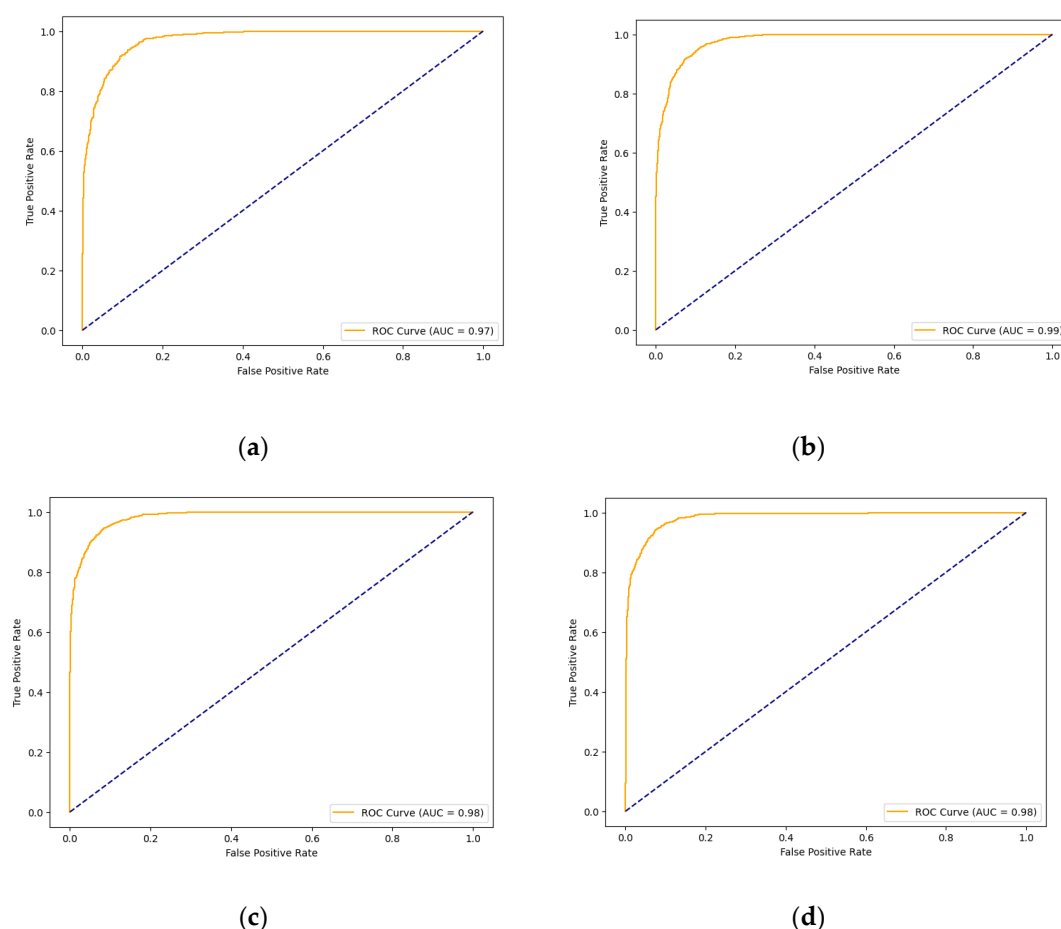 1.0
0.8
0.6
0.4
0.2
0.0
True Positive Rate
0.0 0.2 0.4 0.6 0.8 1.0
False Positive Rate
ROC Curve (AUC = 0.97)
(a)
1.0
0.8
0.6
0.4
0.2
0.0
True Positive Rate
0.0 0.2 0.4 0.6 0.8 1.0
False Positive Rate
ROC Curve (AUC = 0.99)
(b)
1.0
0.8
0.6
0.4
0.2
0.0
True Positive Rate
0.0 0.2 0.4 0.6 0.8 1.0
False Positive Rate
ROC Curve (AUC = 0.98)
(c)
1.0
0.8
0.6
0.4
0.2
0.0
True Positive Rate
0.0 0.2 0.4 0.6 0.8 1.0
False Positive Rate
ROC Curve (AUC = 0.98)
(d)